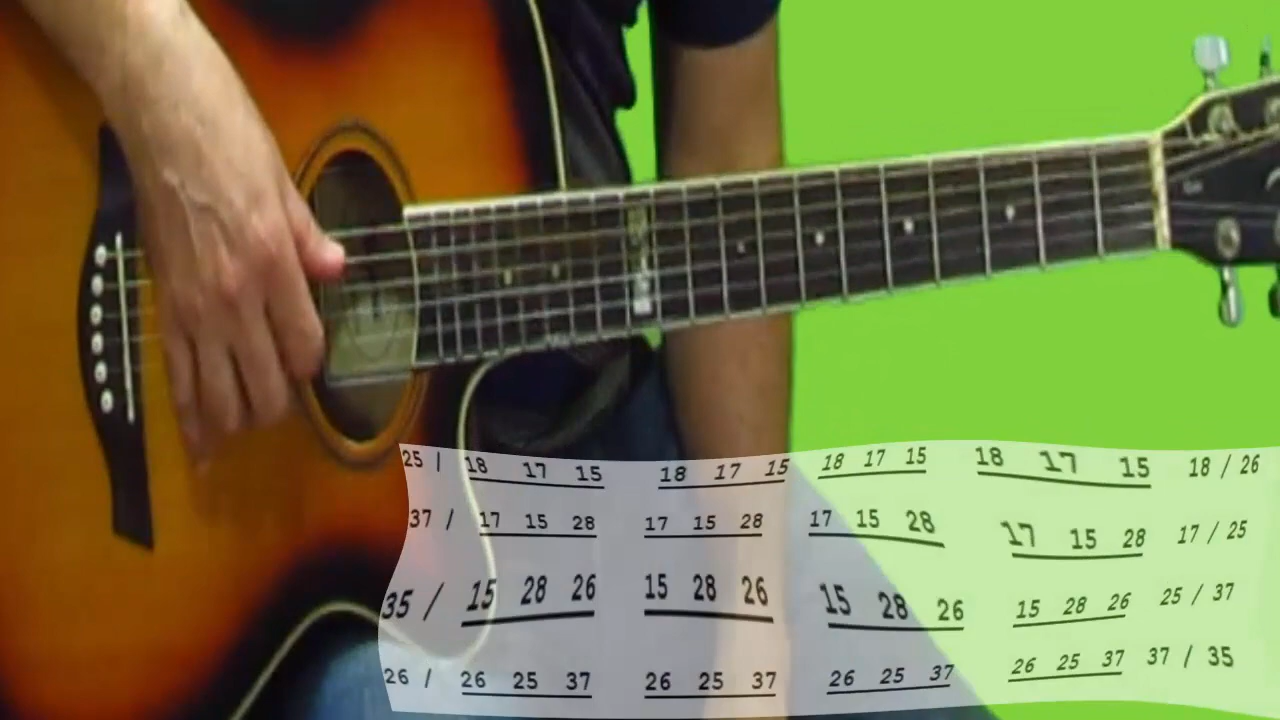 25 / 18 17 15 18 17 15 18 17 15 18 17 15 18 / 26
37 / 17 15 28 17 15 28 17 15 28 17 15 28 17 / 25
35 / 15 28 26 15 28 26 15 28 26 15 28 26 25 / 37
26 / 26 25 37 26 25 37 26 25 37 26 25 37 37 / 35